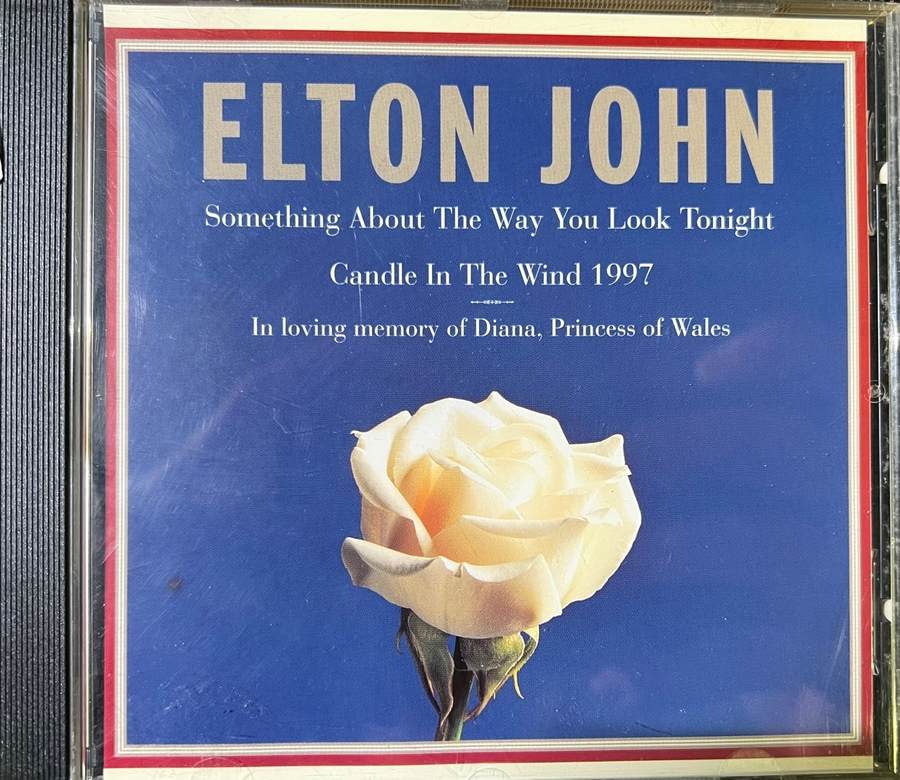 ELTON JOHN
Something About The Way You Look Tonight
Candle In The Wind 1997
In loving memory of Diana, Princess of Wales